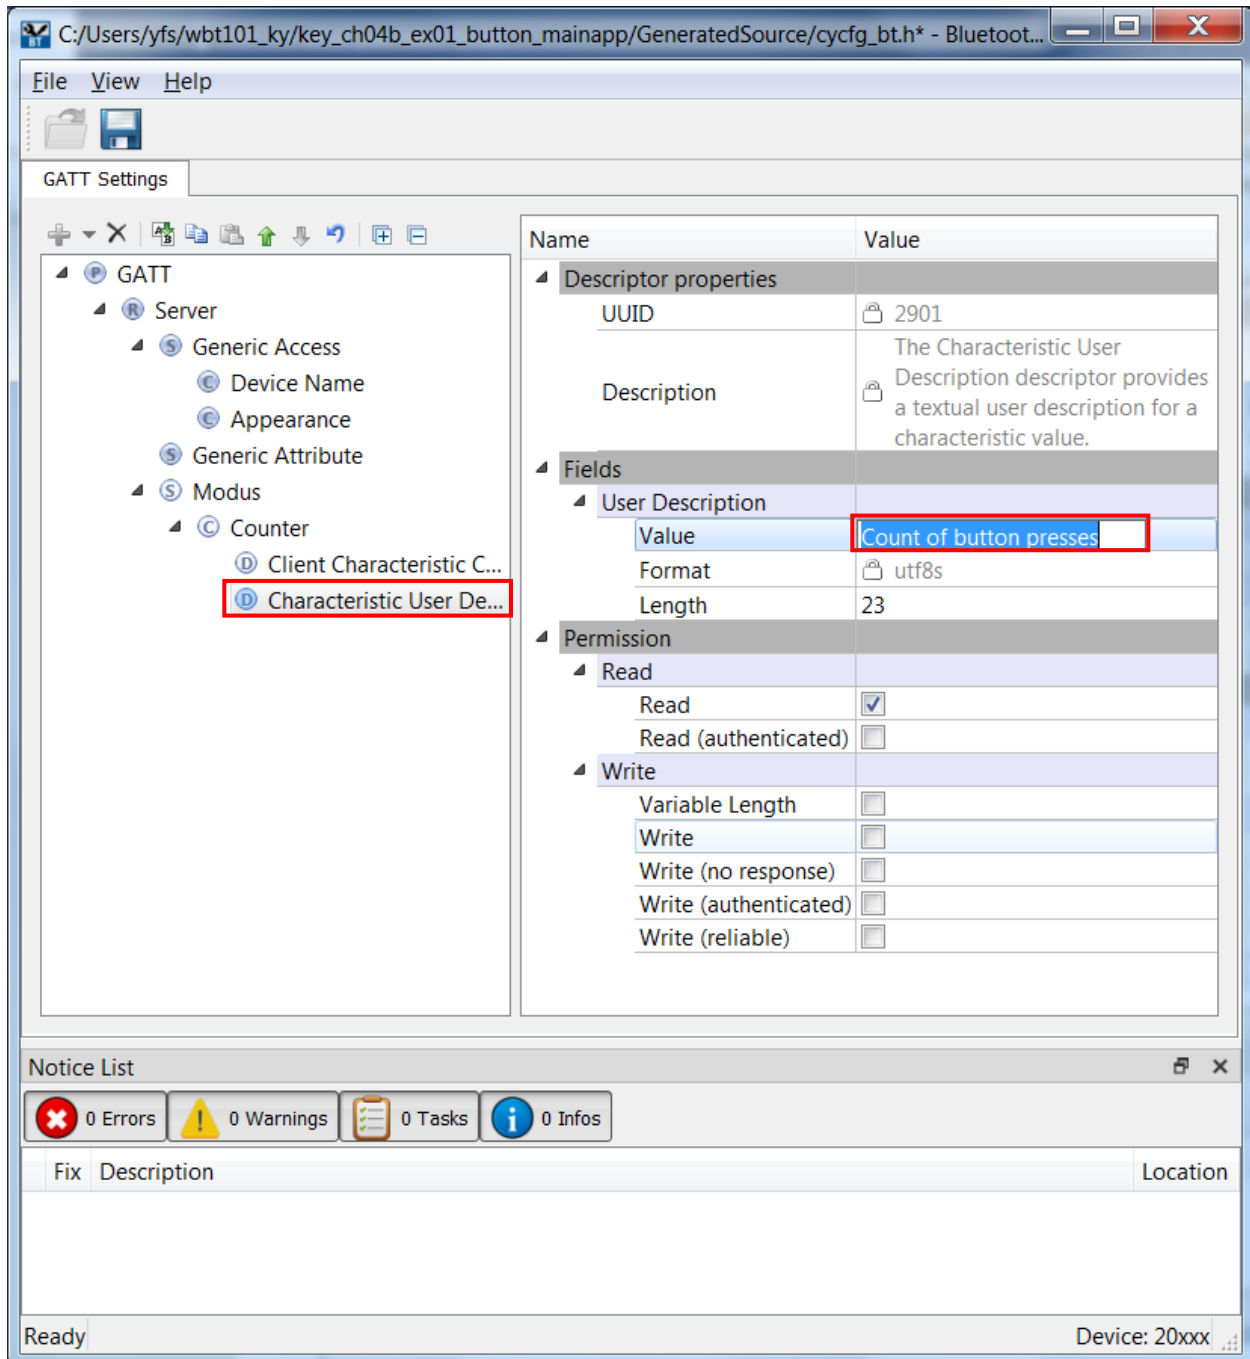 C:/Users/yfs/wbt101_ky/key_ch04b_ex01_button_mainapp/GeneratedSource/cycfg_bt.h* - Bluetoot...
File View Help
GATT Settings
Name Value
GATT
Server
Generic Access
Device Name
Appearance
Generic Attribute
Modus
Counter
Client Characteristic C...
Characteristic User De...
Descriptor properties
UUID 2901
Description The Characteristic User
Description descriptor provides
a textual user description for a
characteristic value.
Fields
User Description
Value Count of button presses
Format utf8s
Length 23
Permission
Read
Read
Read (authenticated)
Write
Variable Length
Write
Write (no response)
Write (authenticated)
Write (reliable)
Notice List
0 Errors 0 Warnings 0 Tasks 0 Infos
Fix Description Location
Ready Device: 20xxx